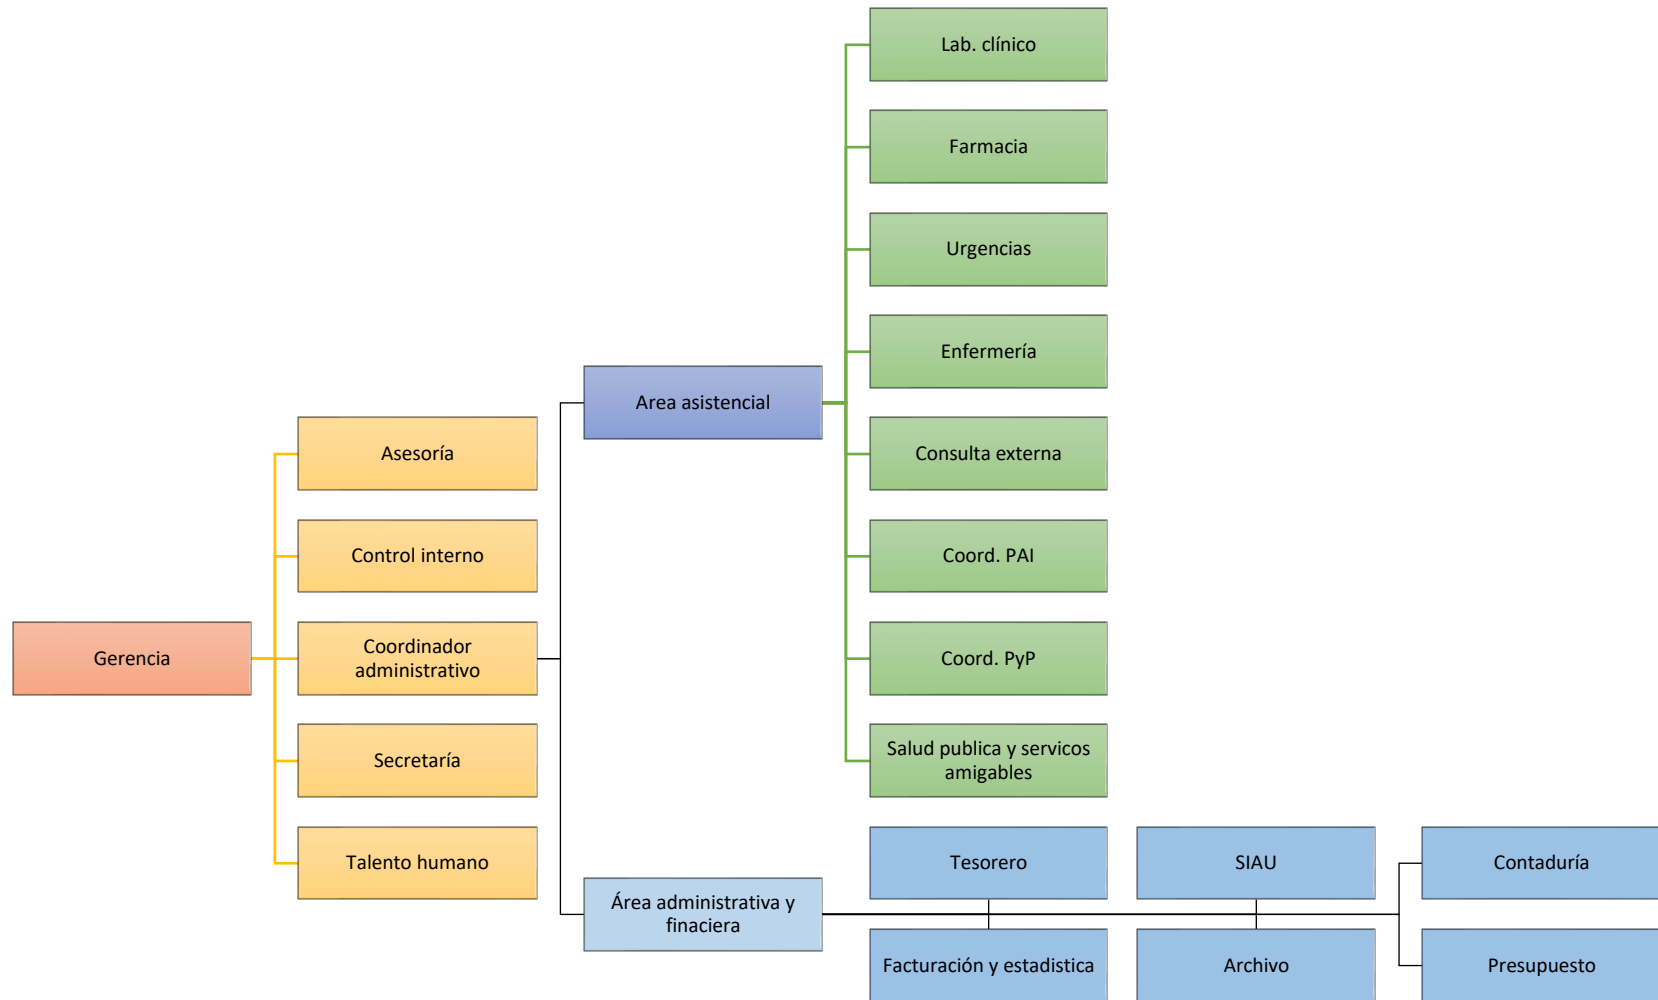 Gerencia
Asesoría
Control interno
Coordinador
administrativo
Secretaría
Talento humano
Area asistencial
Área administrativa y
finaciera
Lab. clínico
Farmacia
Urgencias
Enfermería
Consulta externa
Coord. PAI
Coord. PyP
Salud publica y servicos
amigables
Tesorero
SIAU
Contaduría
Facturación y estadistica
Archivo
Presupuesto